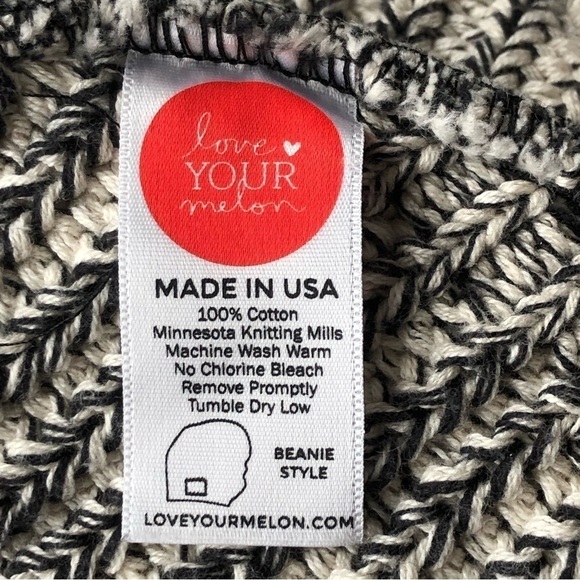 love
YOUR
melon
MADE IN USA
100% Cotton
Minnesota Knitting Mills
Machine Wash Warm
No Chlorine Bleach
Remove Promptly
Tumble Dry Low
BEANIE
STYLE
LOVEYOURMELON.COM